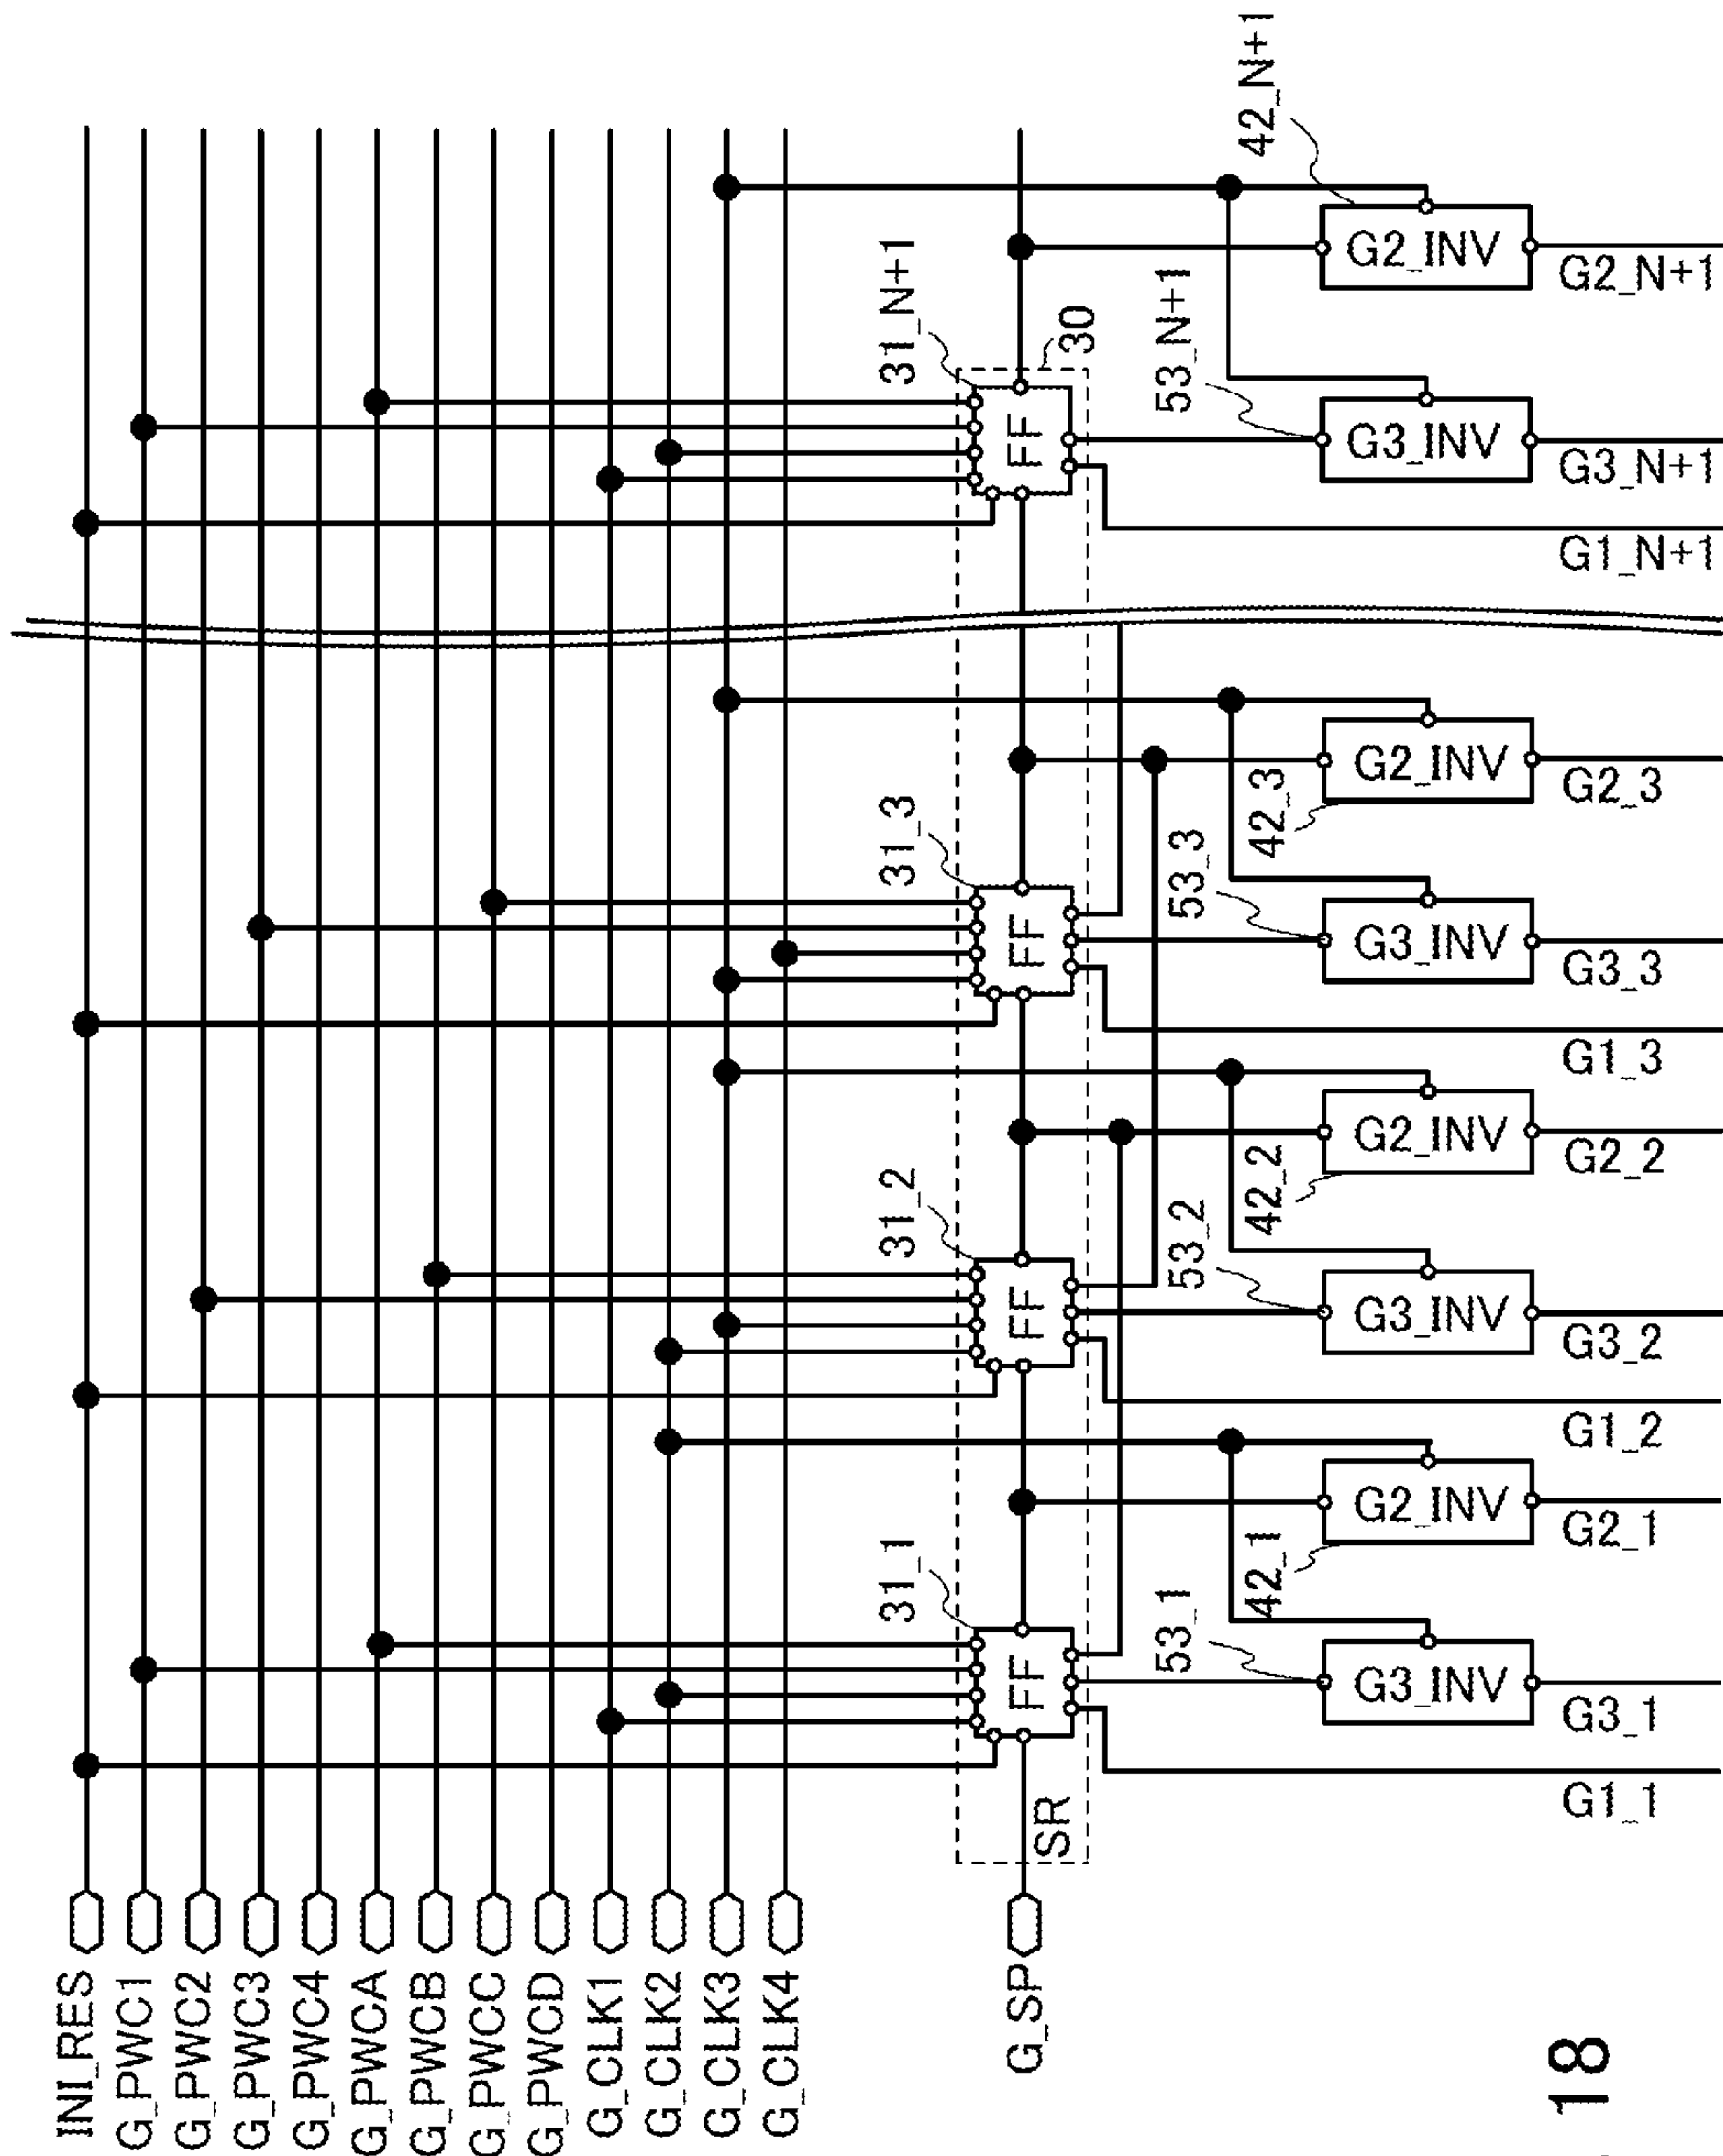 INI_RES
G_PWC1
G_PWC2
G_PWC3
G_PWC4
G_PWCA
G_PWCB
G_PWCC
G_PWCD
G_CLK1
G_CLK2
G_CLK3
G_CLK4
G_SP
SR
30
31_1
31_2
31_3
31_N+1
FF
FF
FF
FF
53_1
42_1
53_2
42_2
53_3
42_3
53_N+1
42_N+1
G3_INV
G2_INV
G3_INV
G2_INV
G3_INV
G2_INV
G3_INV
G2_INV
G1_1
G3_1
G2_1
G1_2
G3_2
G2_2
G1_3
G3_3
G2_3
G1_N+1
G3_N+1
G2_N+1
18